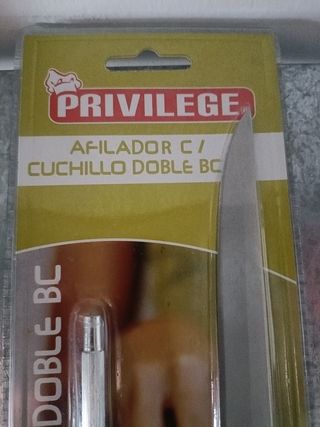 PRIVILEGE
AFILADOR C/
CUCHILLO DOBLE BC
DOBLE BC